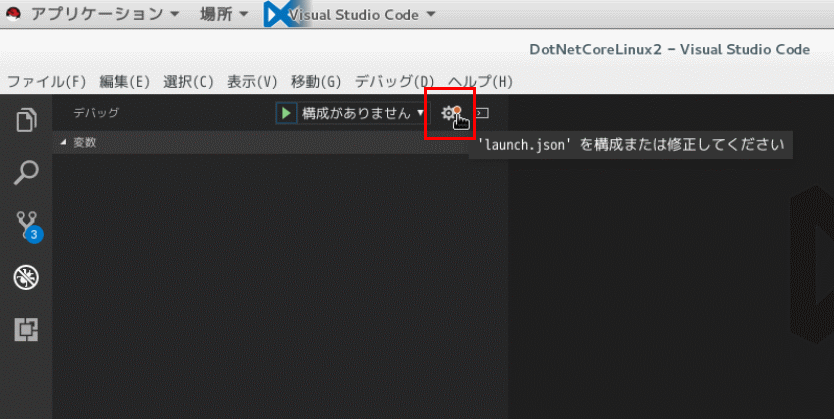 アプリケーション 場所 Visual Studio Code
DotNetCoreLinux2 – Visual Studio Code
ファイル(F) 編集(E) 選択(C) 表示(V) 移動(G) デバッグ(D) ヘルプ(H)
デバッグ 構成がありません
変数
'launch.json' を構成または修正してください
3